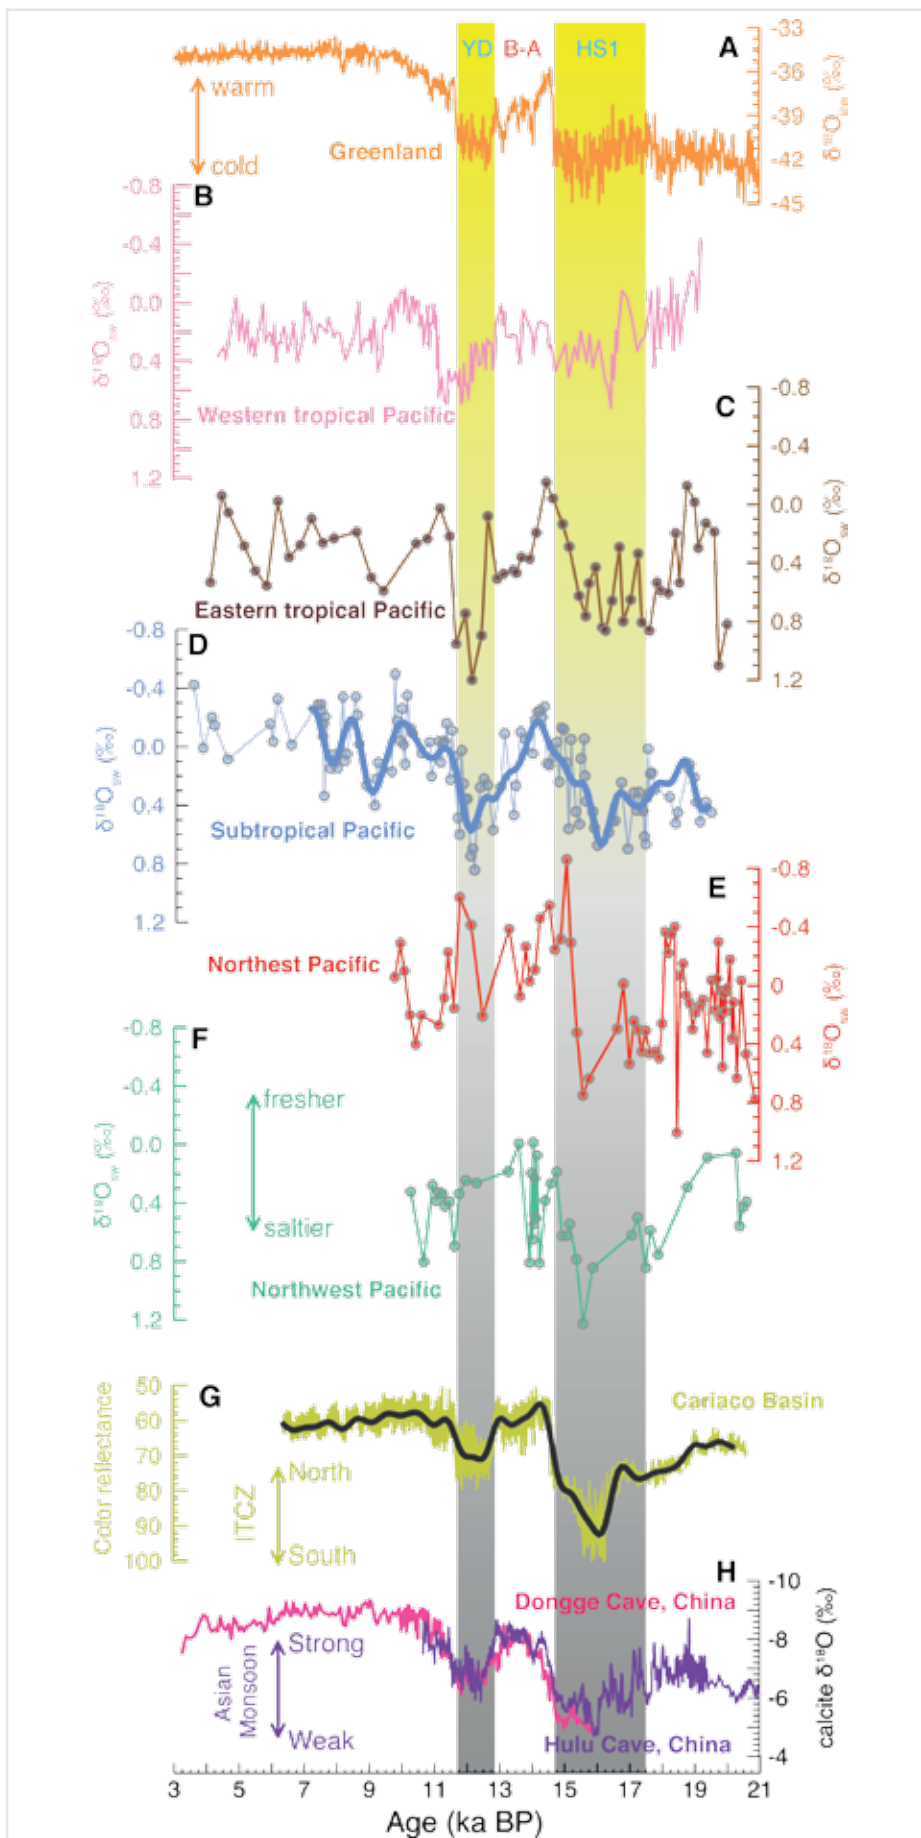 YD B-A HS1 A
-33
-36
-39
-42
-45
δ18Oice (‰)
warm
cold
Greenland
B
-0.8
-0.4
0.0
0.4
0.8
1.2
δ18Osw (‰)
Western tropical Pacific
C
-0.8
-0.4
0.0
0.4
0.8
1.2
δ18Osw (‰)
Eastern tropical Pacific
D
-0.8
-0.4
0.0
0.4
0.8
1.2
δ18Osw (‰)
Subtropical Pacific
E
-0.8
-0.4
0
0.4
0.8
1.2
δ18Osw (‰)
Northest Pacific
F
-0.8
-0.4
0.0
0.4
0.8
1.2
δ18Osw (‰)
fresher
saltier
Northwest Pacific
G
50
60
70
80
90
100
Color reflectance
Cariaco Basin
ITCZ
North
South
H
-10
-8
-6
-4
calcite δ18O (‰)
Dongge Cave, China
Asian
Monsoon
Strong
Weak
Hulu Cave, China
3 5 7 9 11 13 15 17 19 21
Age (ka BP)